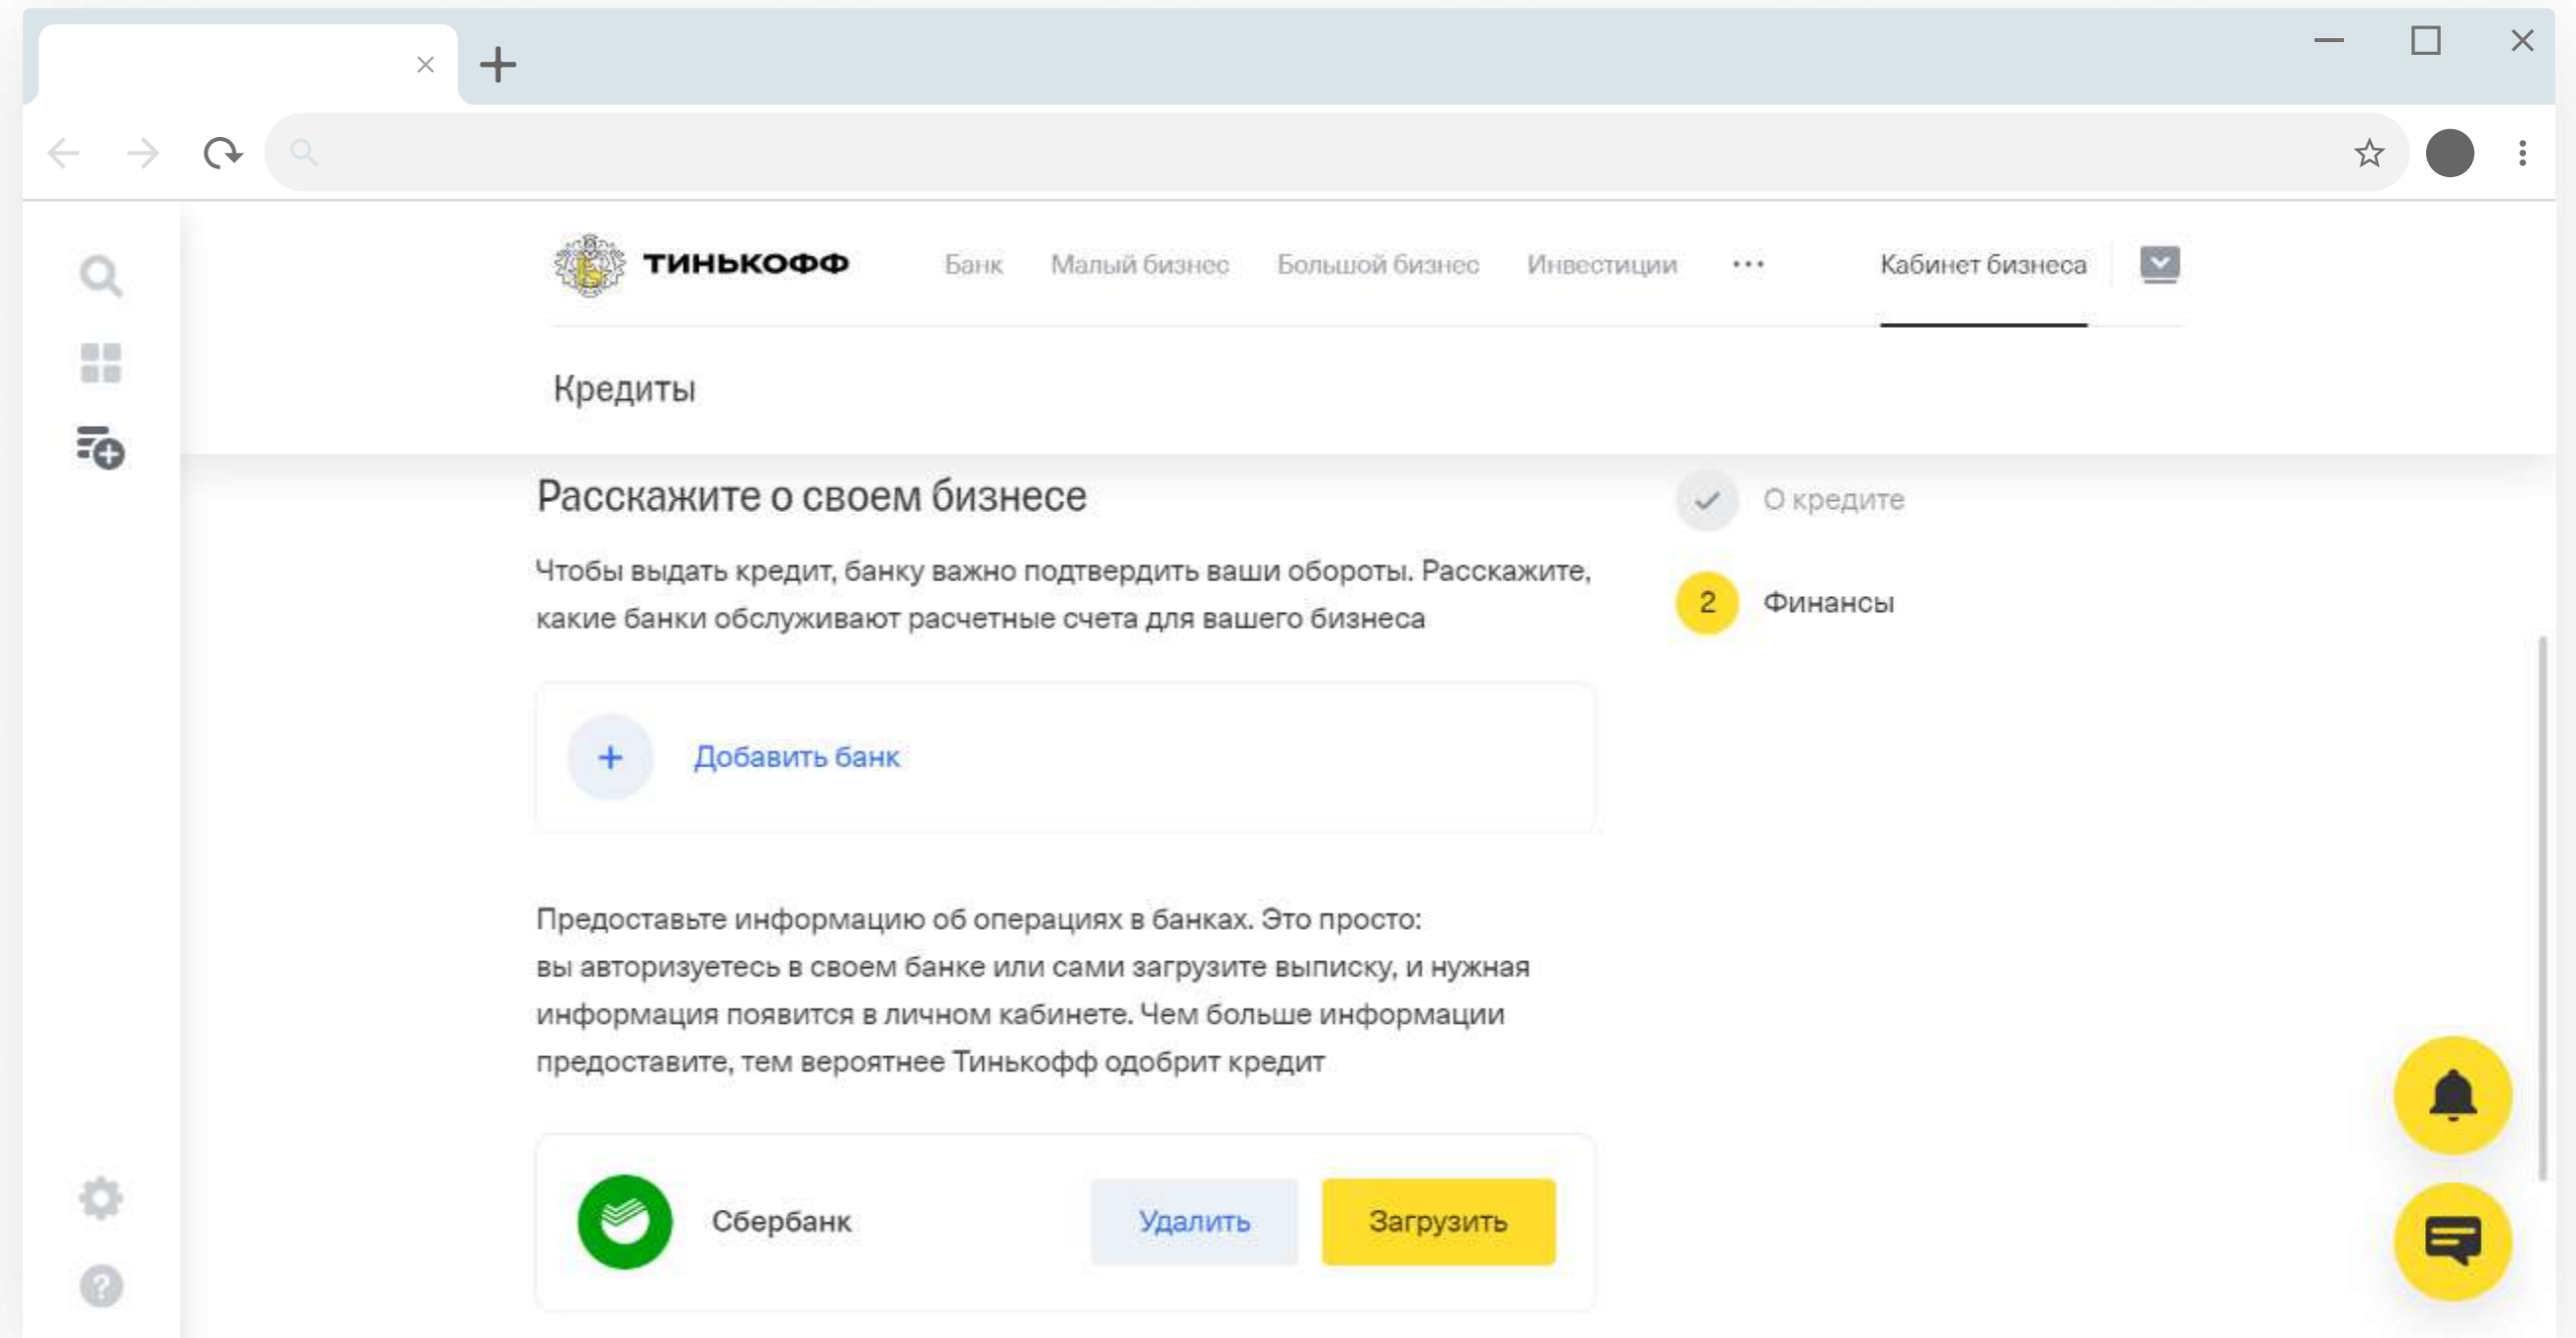 ТИНЬКОФФ
Банк Малый бизнес Большой бизнес Инвестиции ... Кабинет бизнеса
Кредиты
Расскажите о своем бизнесе
Чтобы выдать кредит, банку важно подтвердить ваши обороты. Расскажите,
какие банки обслуживают расчетные счета для вашего бизнеса
О кредите
2 Финансы
+ Добавить банк
Предоставьте информацию об операциях в банках. Это просто:
вы авторизуетесь в своем банке или сами загрузите выписку, и нужная
информация появится в личном кабинете. Чем больше информации
предоставите, тем вероятнее Тинькофф одобрит кредит
Сбербанк Удалить Загрузить
?